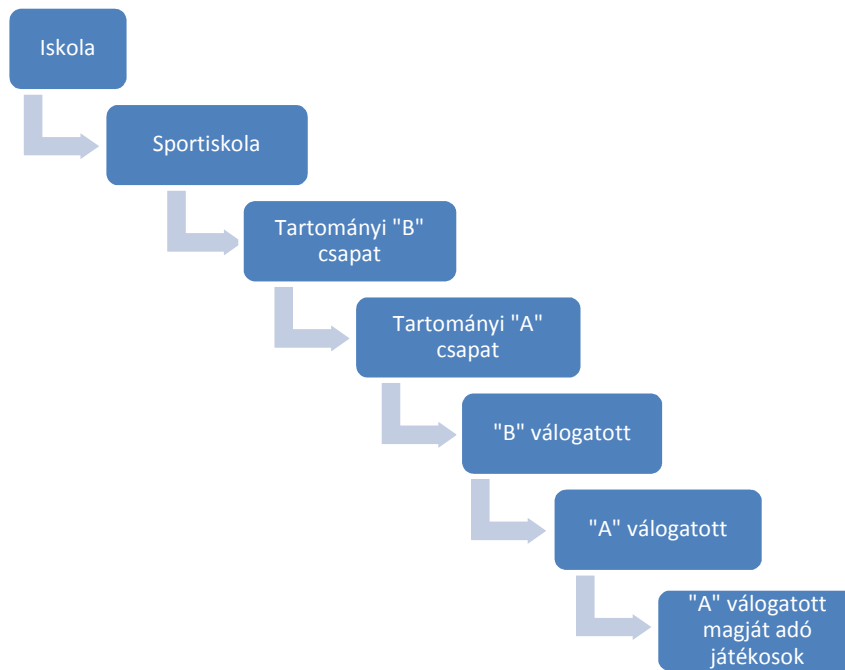 Iskola
Sportiskola
Tartományi "B"
csapat
Tartományi "A"
csapat
"B" válogatott
"A" válogatott
"A" válogatott
magját adó
játékosok